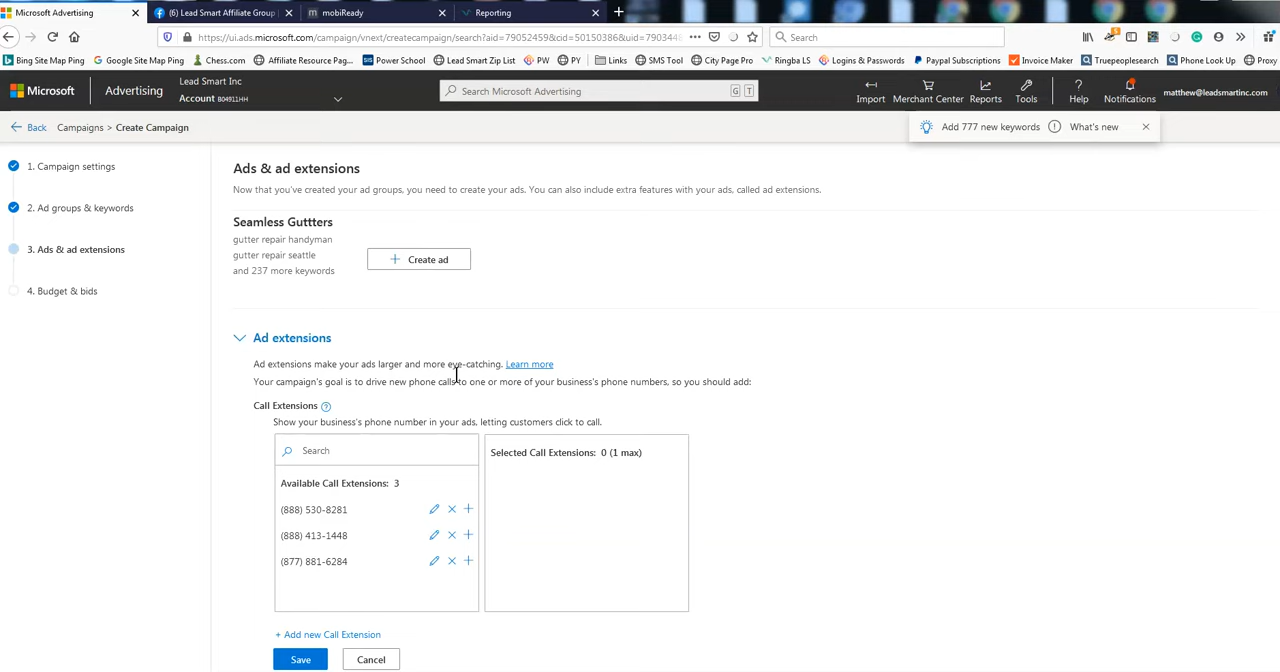 Microsoft Advertising
(6) Lead Smart Affiliate Group
mobiReady
Reporting
https://ui.ads.microsoft.com/campaign/vnext/createcampaign/search?aid=79052459&cid=50150386&uid=7903448
Search
Bing Site Map Ping
Google Site Map Ping
Chess.com
Affiliate Resource Pag...
Power School
Lead Smart Zip List
PW
PY
Links
SMS Tool
City Page Pro
Ringba LS
Logins & Passwords
Paypal Subscriptions
Invoice Maker
Truepeoplesearch
Phone Look Up
Proxy
Microsoft
Advertising
Lead Smart Inc
Account B04911HH
Search Microsoft Advertising
G T
Import
Merchant Center
Reports
Tools
Help
Notifications
matthew@leadsmartinc.com
Back
Campaigns > Create Campaign
Add 777 new keywords
What's new
1. Campaign settings
2. Ad groups & keywords
3. Ads & ad extensions
4. Budget & bids
Ads & ad extensions
Now that you've created your ad groups, you need to create your ads. You can also include extra features with your ads, called ad extensions.
Seamless Guttters
gutter repair handyman
gutter repair seattle
and 237 more keywords
+ Create ad
Ad extensions
Ad extensions make your ads larger and more eye-catching. Learn more
Your campaign's goal is to drive new phone calls to one or more of your business's phone numbers, so you should add:
Call Extensions
Show your business's phone number in your ads, letting customers click to call.
Search
Available Call Extensions: 3
(888) 530-8281
(888) 413-1448
(877) 881-6284
Selected Call Extensions: 0 (1 max)
+ Add new Call Extension
Save
Cancel